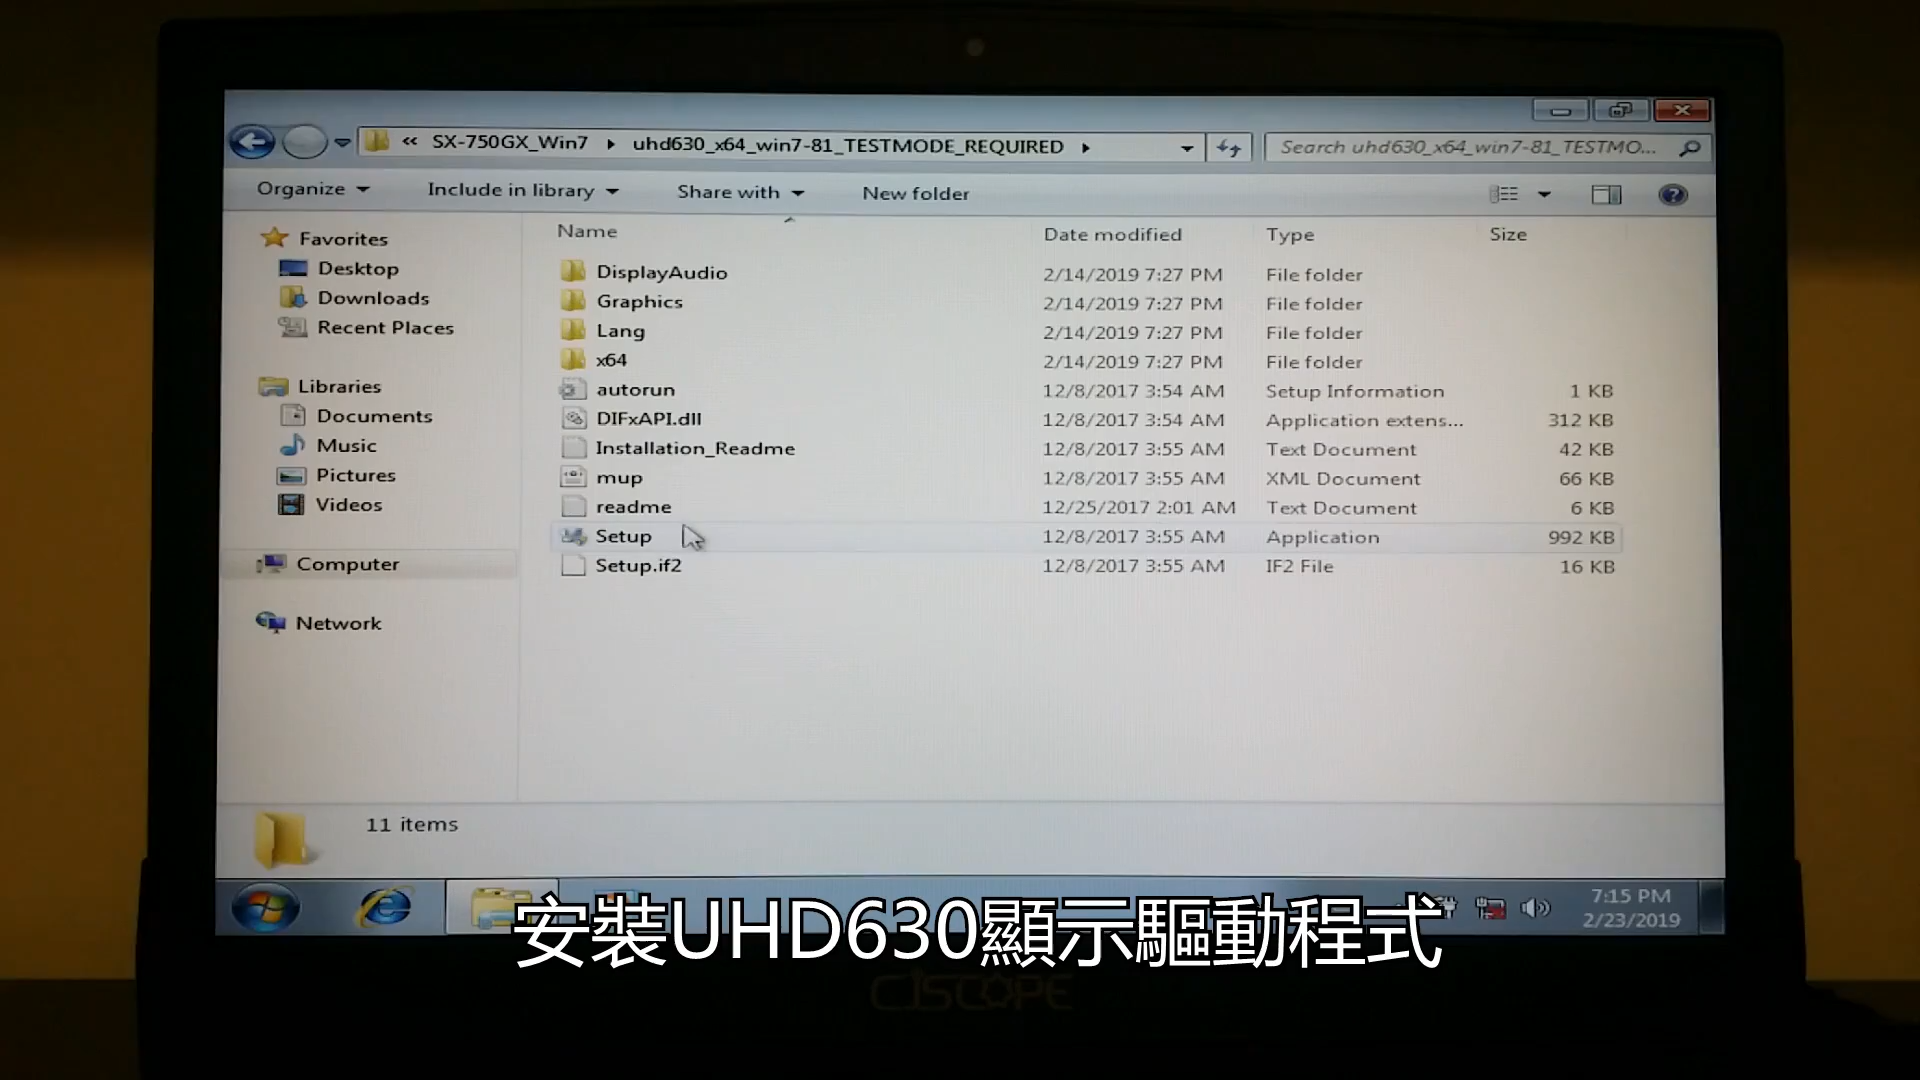 « SX-750GX_Win7 uhd630_x64_win7-81_TESTMODE_REQUIRED
Search uhd630_x64_win7-81_TESTMO...
Organize Include in library Share with New folder
Name Date modified Type Size
Favorites
Desktop
Downloads
Recent Places
Libraries
Documents
Music
Pictures
Videos
Computer
Network
DisplayAudio 2/14/2019 7:27 PM File folder
Graphics 2/14/2019 7:27 PM File folder
Lang 2/14/2019 7:27 PM File folder
x64 2/14/2019 7:27 PM File folder
autorun 12/8/2017 3:54 AM Setup Information 1 KB
DIFxAPI.dll 12/8/2017 3:54 AM Application extens... 312 KB
Installation_Readme 12/8/2017 3:55 AM Text Document 42 KB
mup 12/8/2017 3:55 AM XML Document 66 KB
readme 12/25/2017 2:01 AM Text Document 6 KB
Setup 12/8/2017 3:55 AM Application 992 KB
Setup.if2 12/8/2017 3:55 AM IF2 File 16 KB
11 items
7:15 PM
2/23/2019
安裝UHD630顯示驅動程式
CJSCOPE